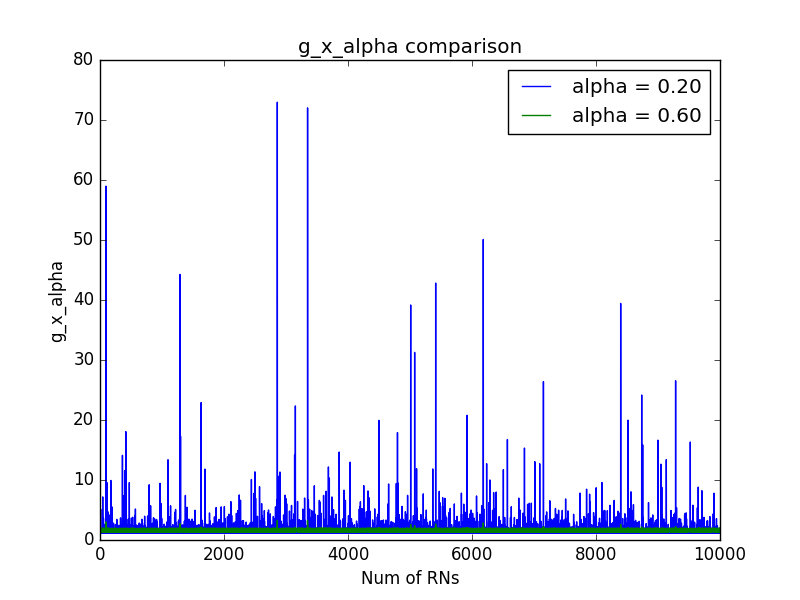 g_x_alpha comparison
alpha = 0.20
alpha = 0.60
80
70
60
50
40
30
20
10
0
g_x_alpha
0 2000 4000 6000 8000 10000
Num of RNs